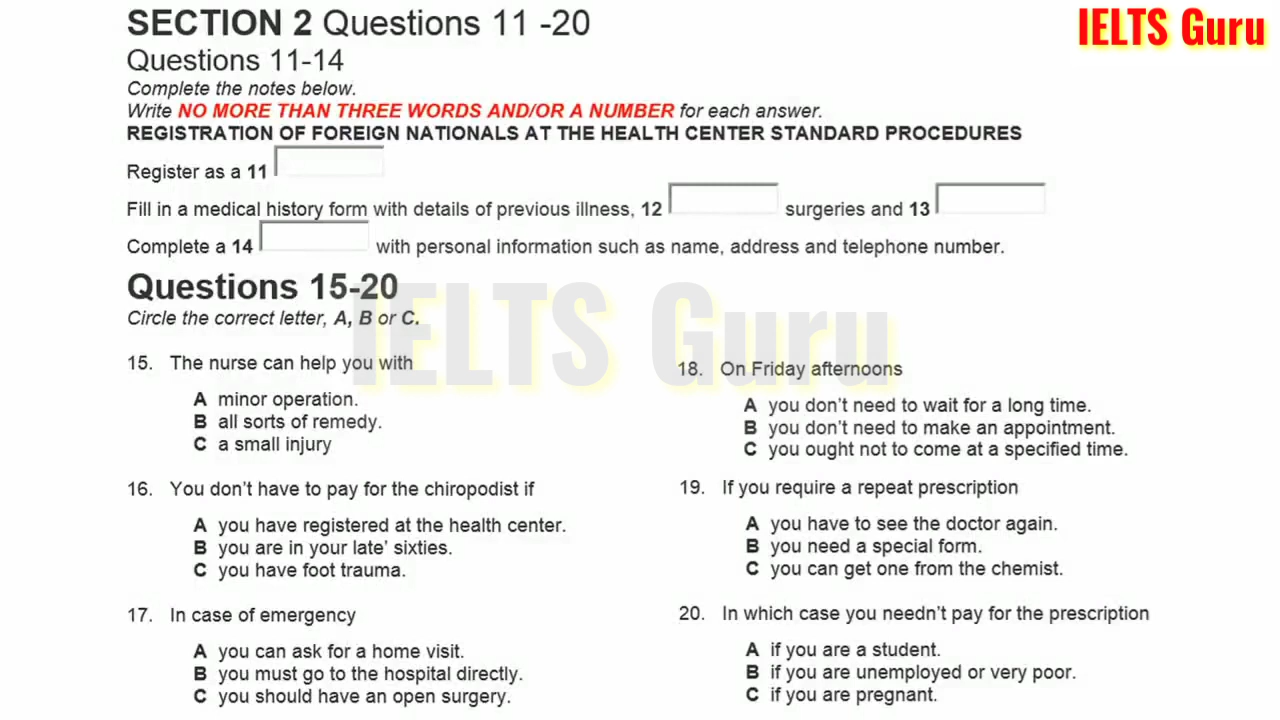 SECTION 2 Questions 11 -20
IELTS Guru
Questions 11-14
Complete the notes below.
Write NO MORE THAN THREE WORDS AND/OR A NUMBER for each answer.
REGISTRATION OF FOREIGN NATIONALS AT THE HEALTH CENTER STANDARD PROCEDURES
Register as a 11
Fill in a medical history form with details of previous illness, 12 surgeries and 13
Complete a 14 with personal information such as name, address and telephone number.
Questions 15-20
Circle the correct letter, A, B or C.
IELTS Guru
15. The nurse can help you with
A minor operation.
B all sorts of remedy.
C a small injury
16. You don't have to pay for the chiropodist if
A you have registered at the health center.
B you are in your late' sixties.
C you have foot trauma.
17. In case of emergency
A you can ask for a home visit.
B you must go to the hospital directly.
C you should have an open surgery.
18. On Friday afternoons
A you don't need to wait for a long time.
B you don't need to make an appointment.
C you ought not to come at a specified time.
19. If you require a repeat prescription
A you have to see the doctor again.
B you need a special form.
C you can get one from the chemist.
20. In which case you needn't pay for the prescription
A if you are a student.
B if you are unemployed or very poor.
C if you are pregnant.